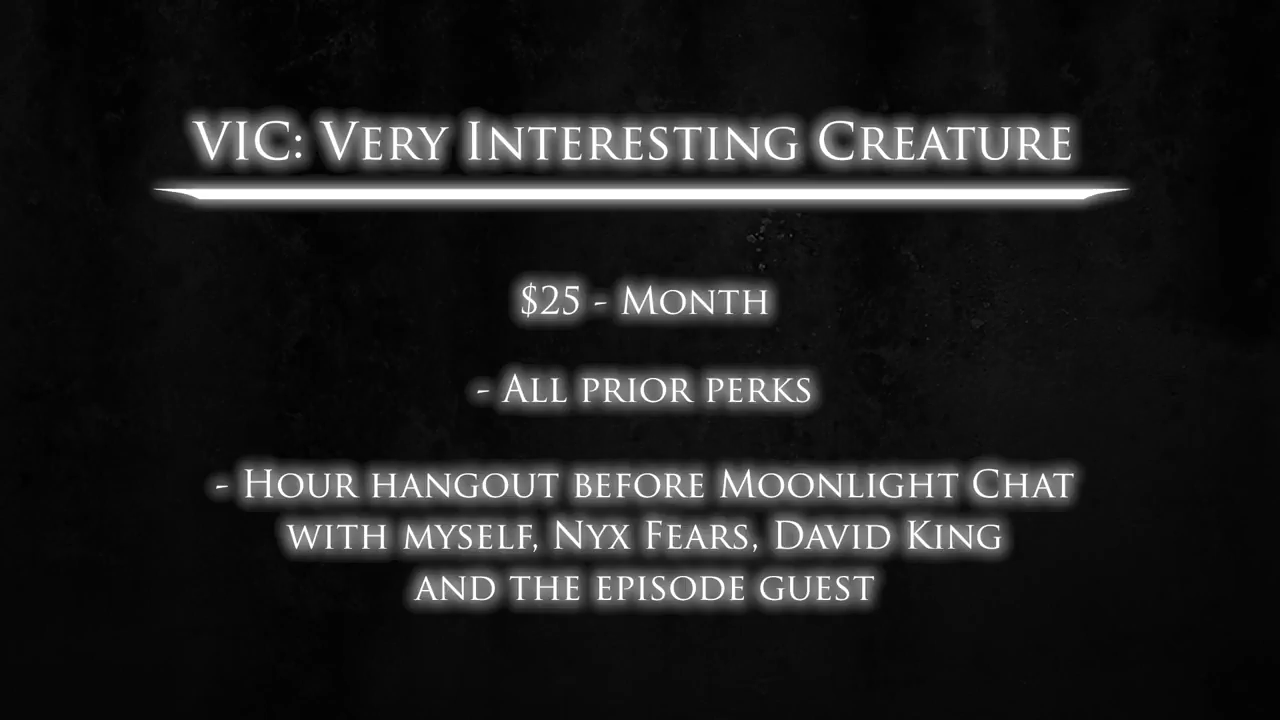 VIC: Very Interesting Creature
$25 - Month
- All prior perks
- Hour hangout before Moonlight Chat
with myself, Nyx Fears, David King
and the episode guest